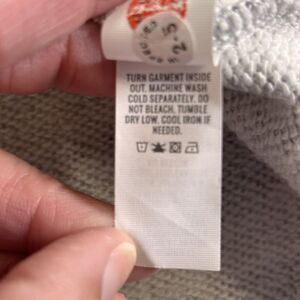 TURN GARMENT INSIDE
OUT. MACHINE WASH
COLD SEPARATELY. DO
NOT BLEACH. TUMBLE
DRY LOW. COOL IRON IF
NEEDED.